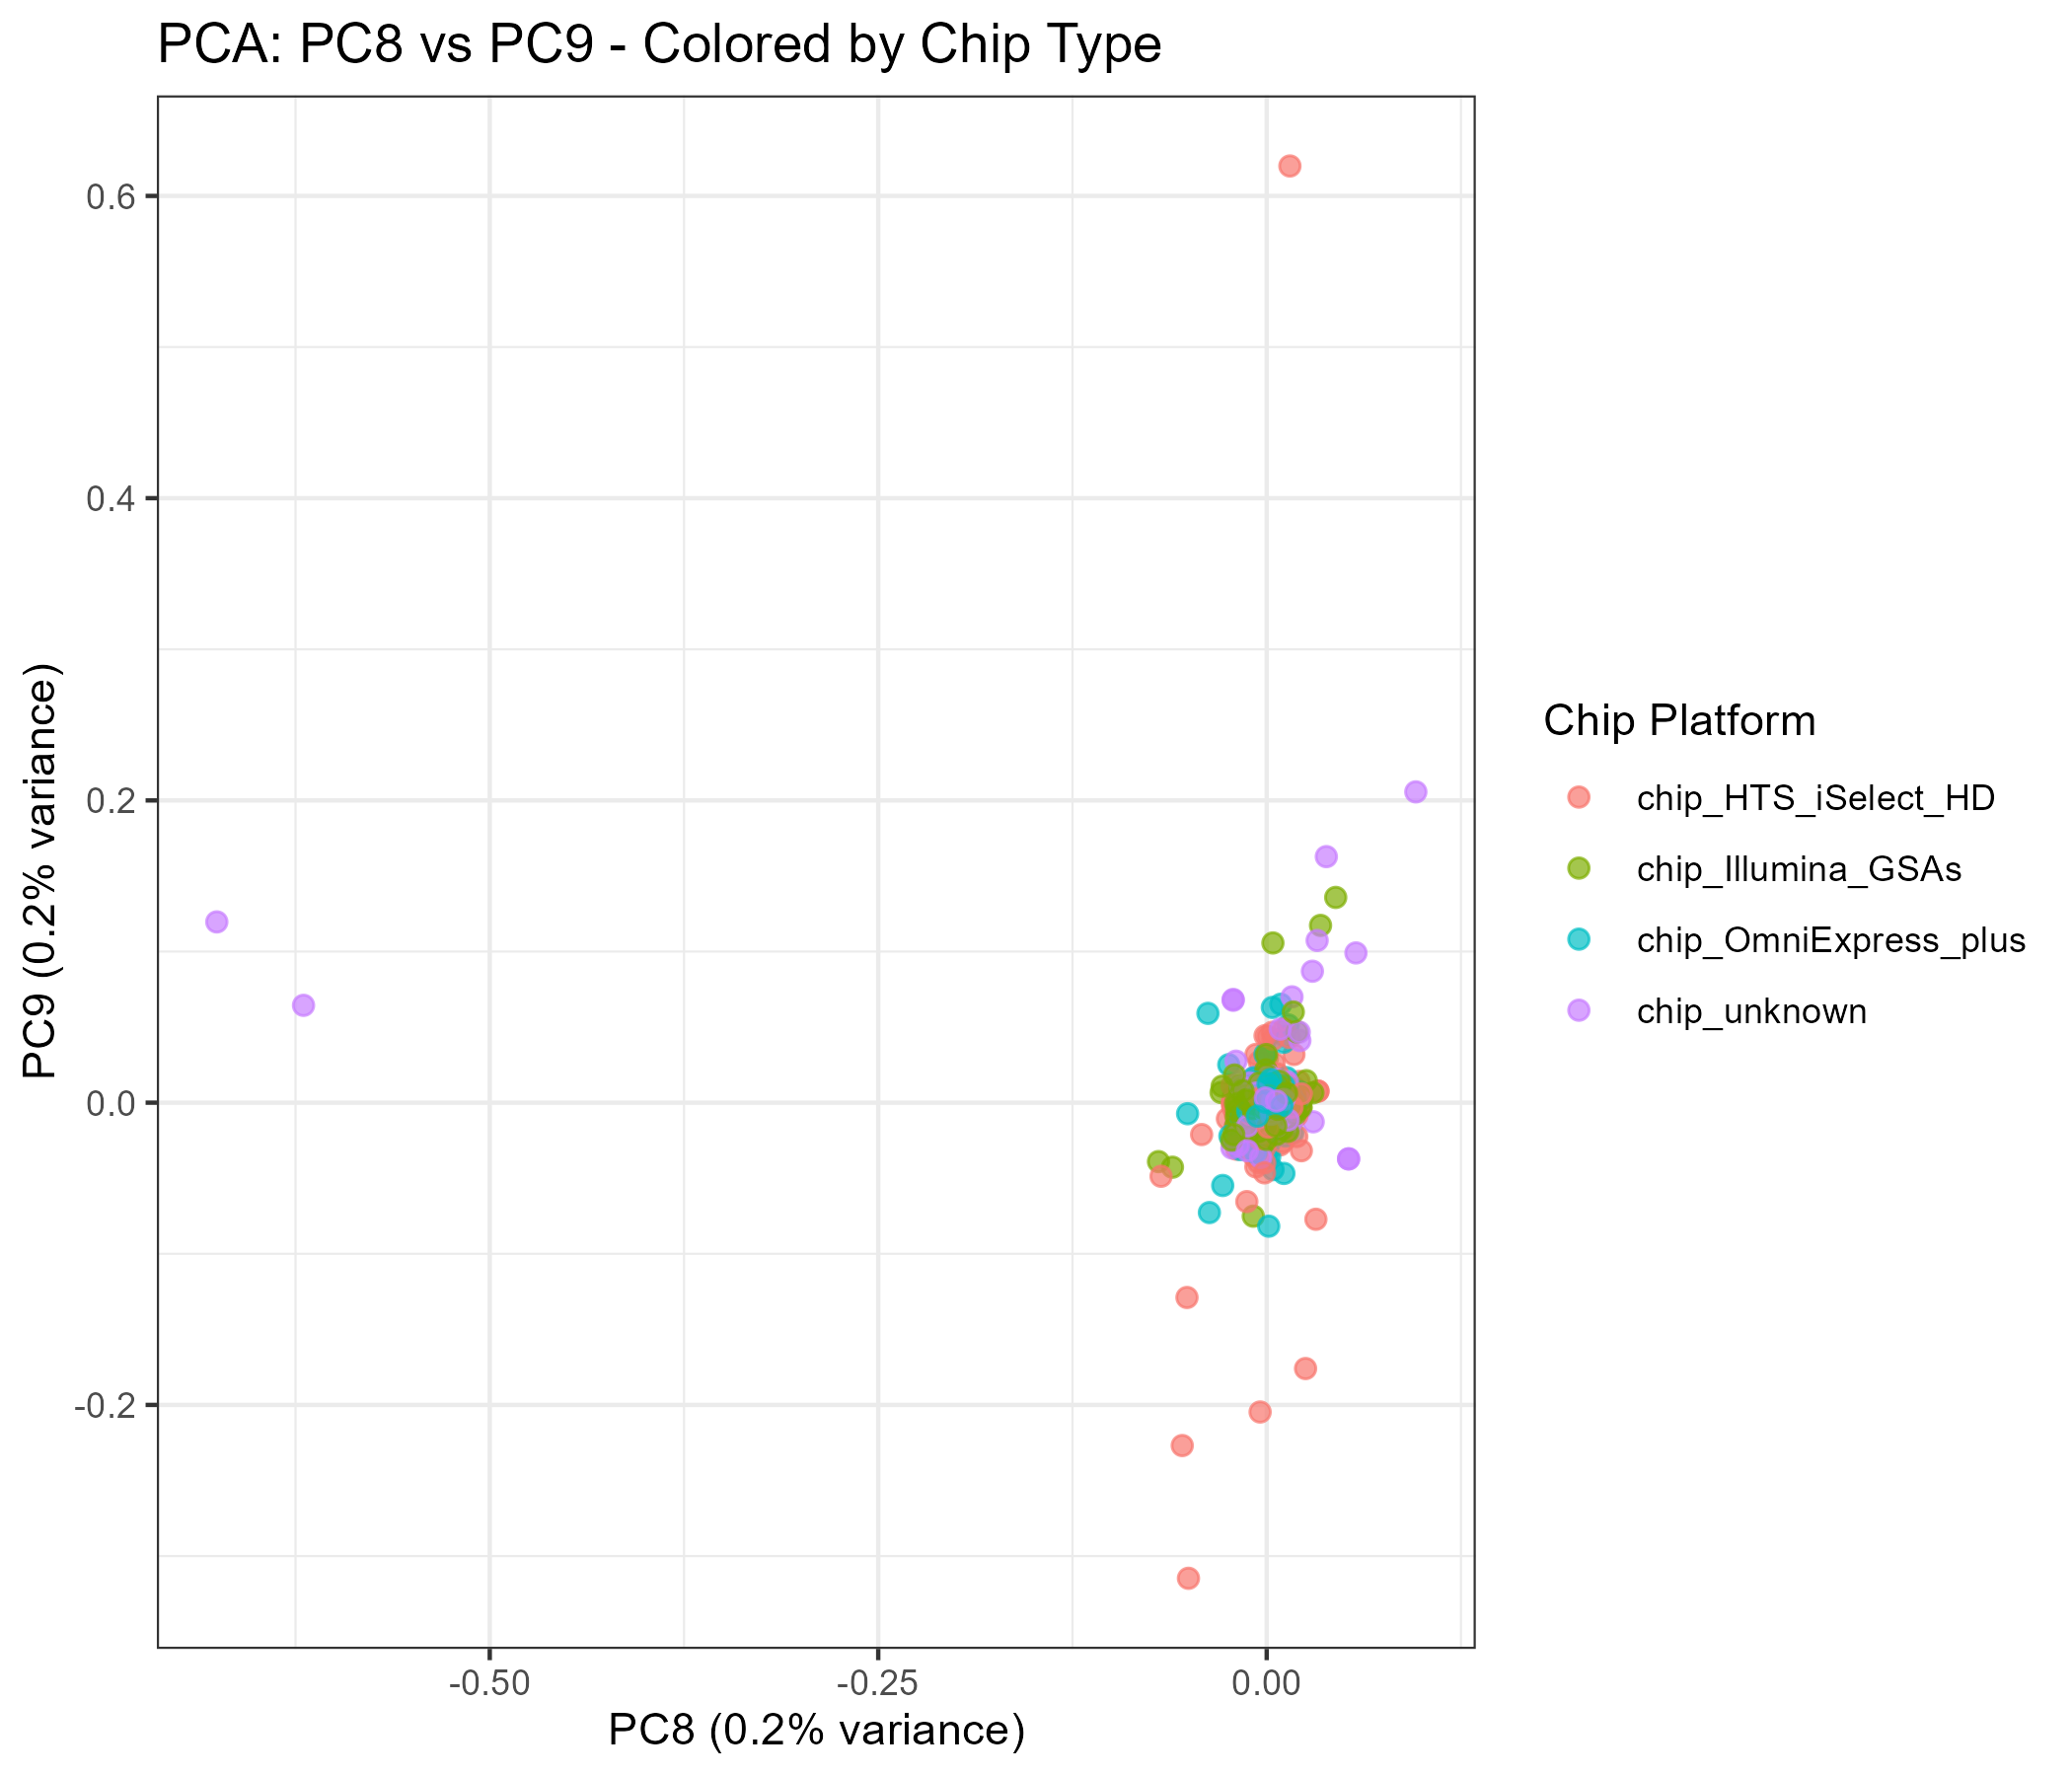 PCA: PC8 vs PC9 - Colored by Chip Type
0.6
0.4
0.2
0.0
-0.2
PC9 (0.2% variance)
-0.50
-0.25
0.00
PC8 (0.2% variance)
Chip Platform
chip_HTS_iSelect_HD
chip_Illumina_GSAs
chip_OmniExpress_plus
chip_unknown